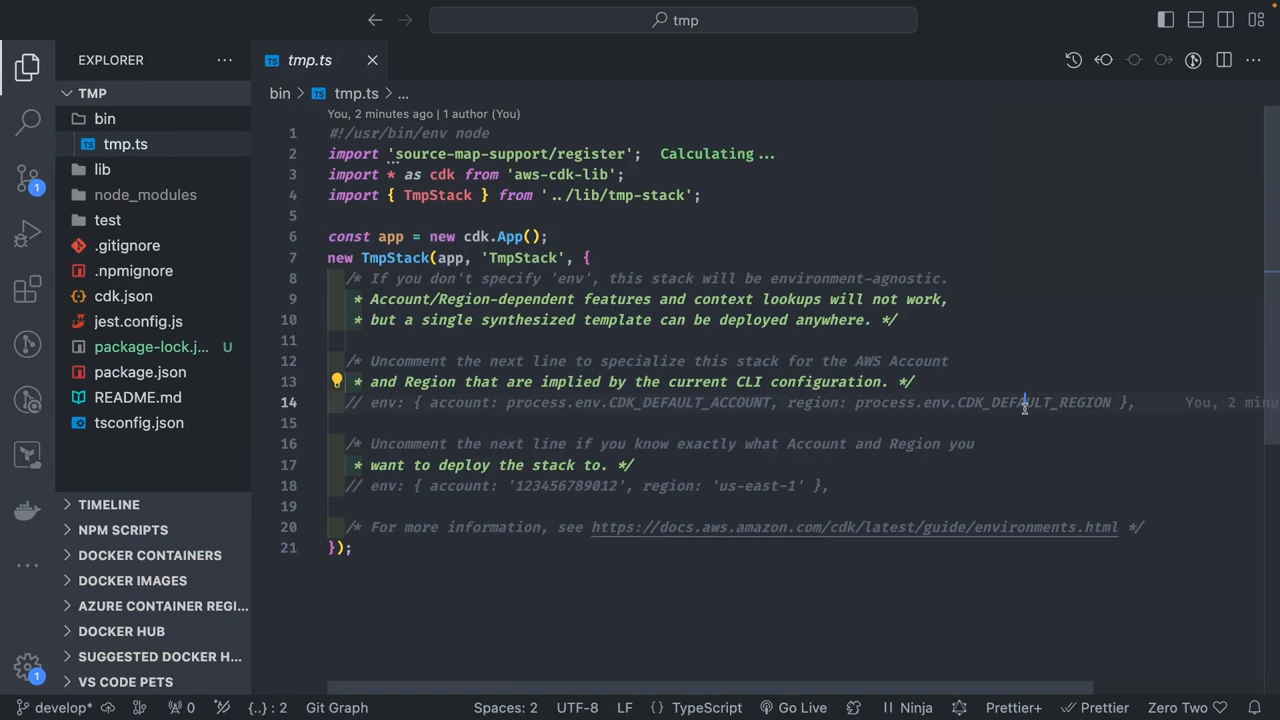 tmp
EXPLORER
TMP
bin
tmp.ts
lib
node_modules
test
.gitignore
.npmignore
cdk.json
jest.config.js
package-lock.j... U
package.json
README.md
tsconfig.json
TIMELINE
NPM SCRIPTS
DOCKER CONTAINERS
DOCKER IMAGES
AZURE CONTAINER REGI...
DOCKER HUB
SUGGESTED DOCKER H...
VS CODE PETS
1
1
TS tmp.ts
bin > TS tmp.ts > ...
You, 2 minutes ago | 1 author (You)
1 #!/usr/bin/env node
2 import 'source-map-support/register'; Calculating...
3 import * as cdk from 'aws-cdk-lib';
4 import { TmpStack } from '../lib/tmp-stack';
5
6 const app = new cdk.App();
7 new TmpStack(app, 'TmpStack', {
8 /* If you don't specify 'env', this stack will be environment-agnostic.
9 * Account/Region-dependent features and context lookups will not work,
10 * but a single synthesized template can be deployed anywhere. */
11
12 /* Uncomment the next line to specialize this stack for the AWS Account
13 * and Region that are implied by the current CLI configuration. */
14 // env: { account: process.env.CDK_DEFAULT_ACCOUNT, region: process.env.CDK_DEFAULT_REGION }, You, 2 minu
15
16 /* Uncomment the next line if you know exactly what Account and Region you
17 * want to deploy the stack to. */
18 // env: { account: '123456789012', region: 'us-east-1' },
19
20 /* For more information, see https://docs.aws.amazon.com/cdk/latest/guide/environments.html */
21 });
develop* 0 {..} : 2 Git Graph Spaces: 2 UTF-8 LF {} TypeScript Go Live Ninja Prettier+ Prettier Zero Two